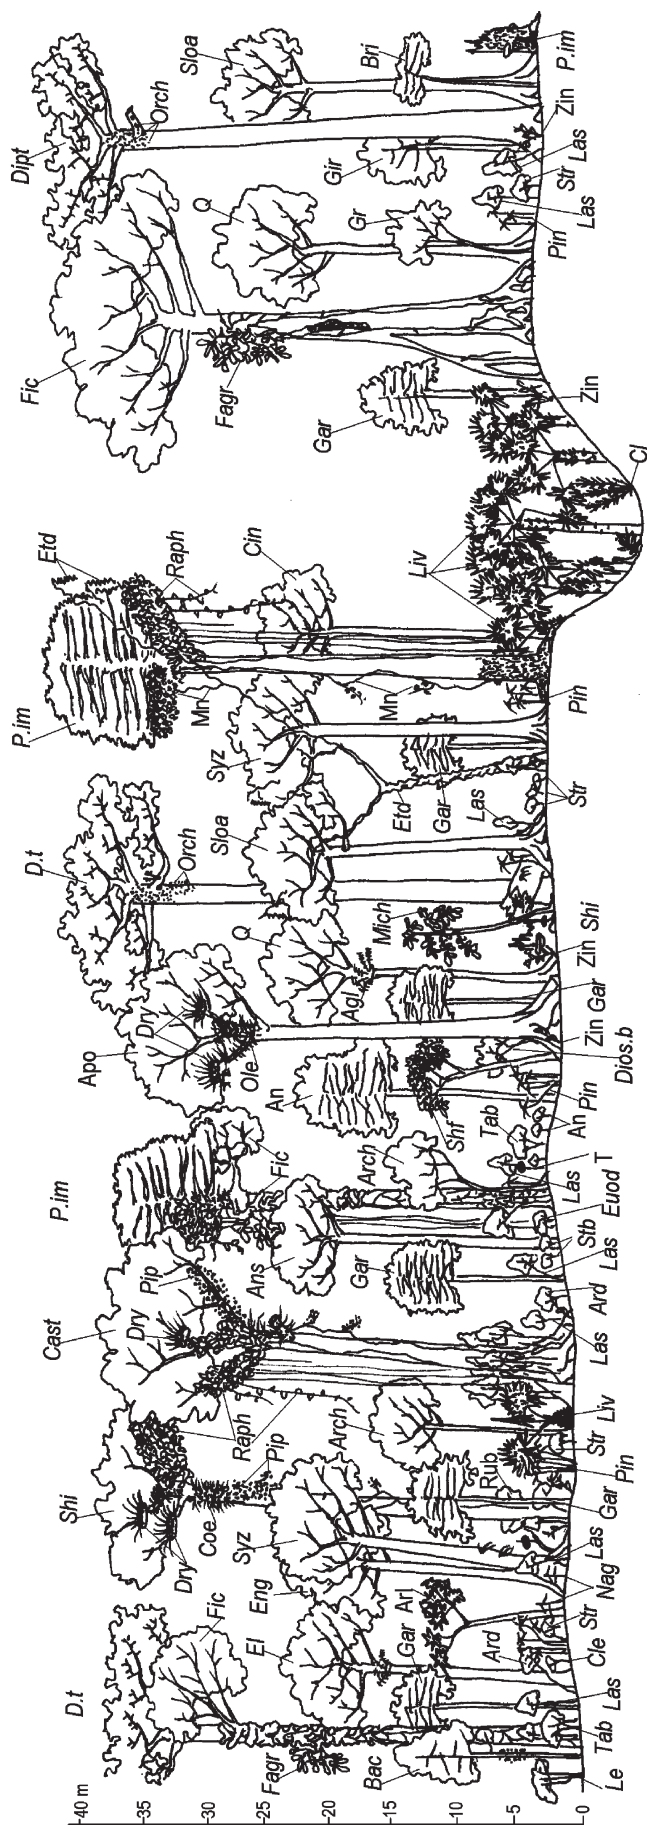 -40 m
-35
-30
-25
-20
-15
-10
-5
-0
D.t
Fic
Fagr
El
Eng
Bac
Gar
Arl
Ard
Le
Tab
Las
Cle
Str
Nag
Las
Shi
Dry
Coe
Pip
Syz
Raph
Arch
Rub
Gar
Pin
Str
Liv
Cast
Dry
Pip
Ans
Gar
Las
Ard
Las
Stb
Euod
P.im
Fic
Arch
Las
T
Apo
Dry
Ole
An
Shf
Tab
An
Pin
Dios.b
Zin
Gar
Q
Agl
Mich
Zin
Shi
D.t
Orch
Sloa
Syz
Etd
Gar
Las
Str
P.im
Etd
Raph
Mn
Mn
Cin
Pin
Liv
Cl
Zin
Fic
Fagr
Gar
Q
Gr
Pin
Las
Str
Las
Zin
Dipt
Orch
Gir
Sloa
Bri
P.im